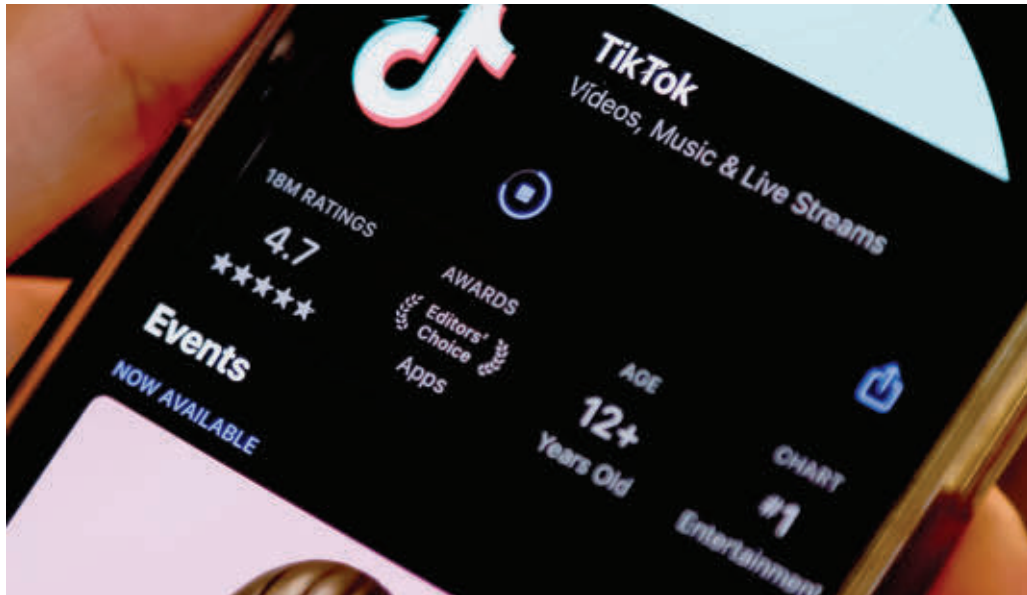 TikTok
Videos, Music & Live Streams
18M RATINGS
4.7
AWARDS
Editors'
Choice
Apps
AGE
12+
Years Old
CHART
#1
Entertainment
Events
NOW AVAILABLE